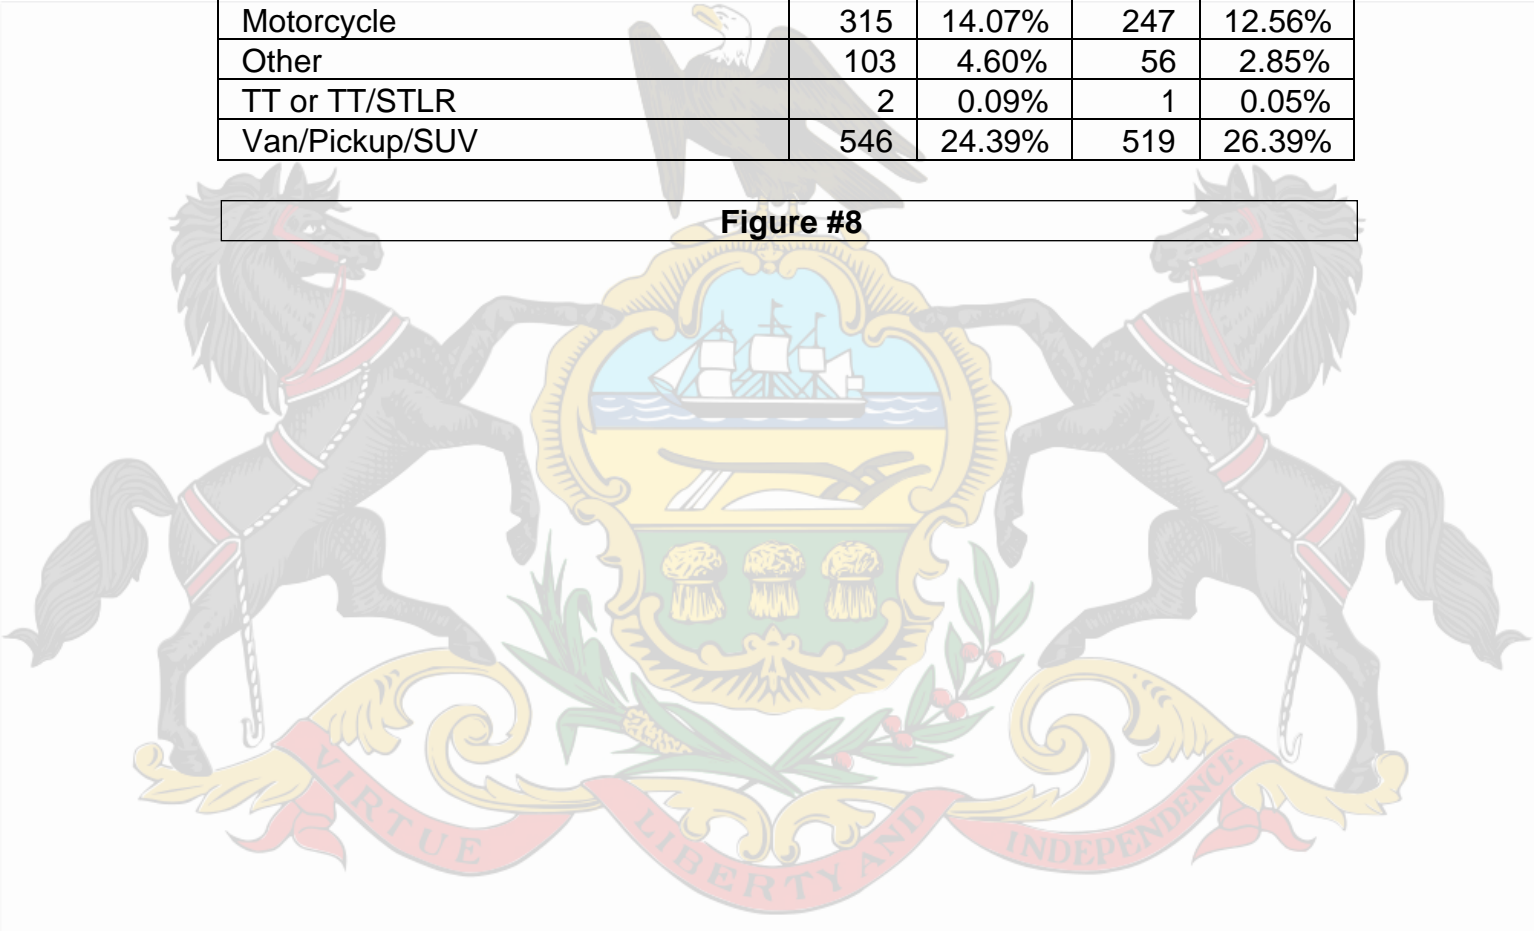 Motorcycle 315 14.07% 247 12.56%
Other 103 4.60% 56 2.85%
TT or TT/STLR 2 0.09% 1 0.05%
Van/Pickup/SUV 546 24.39% 519 26.39%
Figure #8
VIRTUE LIBERTY AND INDEPENDENCE